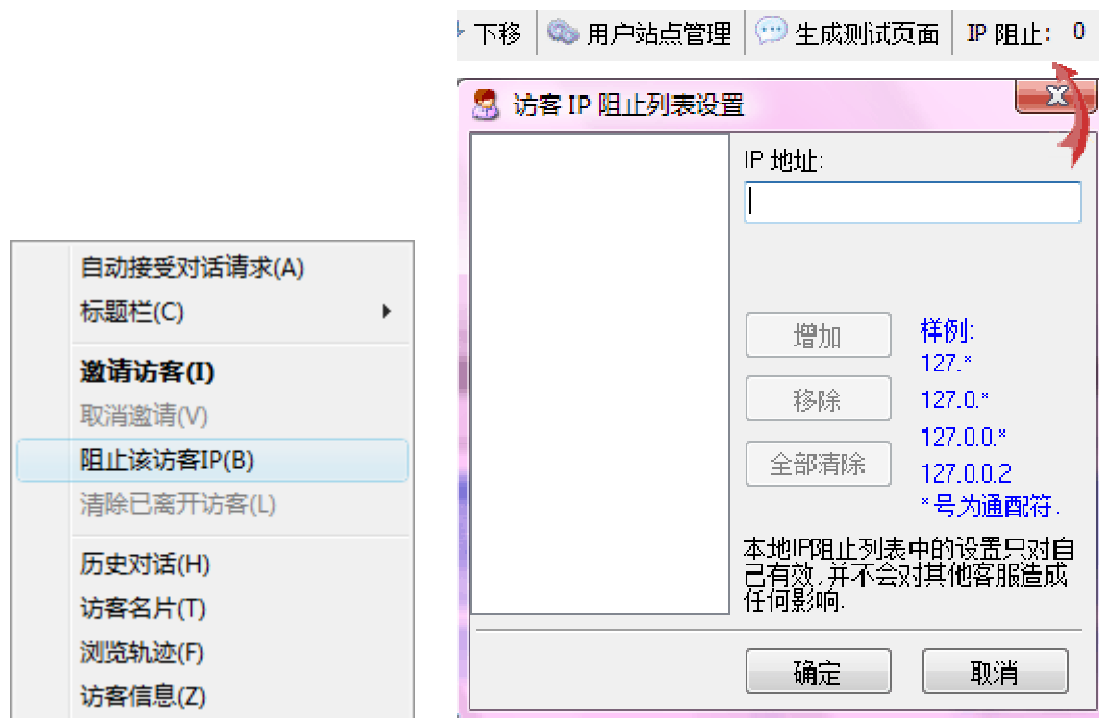 下移
用户站点管理
生成测试页面
IP 阻止: 0
访客 IP 阻止列表设置
IP 地址:
增加
移除
全部清除
样例:
127.*
127.0.*
127.0.0.*
127.0.0.2
*号为通配符.
本地IP阻止列表中的设置只对自
己有效,并不会对其他客服造成
任何影响.
确定
取消
自动接受对话请求(A)
标题栏(C)
邀请访客(I)
取消邀请(V)
阻止该访客IP(B)
清除已离开访客(L)
历史对话(H)
访客名片(T)
浏览轨迹(F)
访客信息(Z)